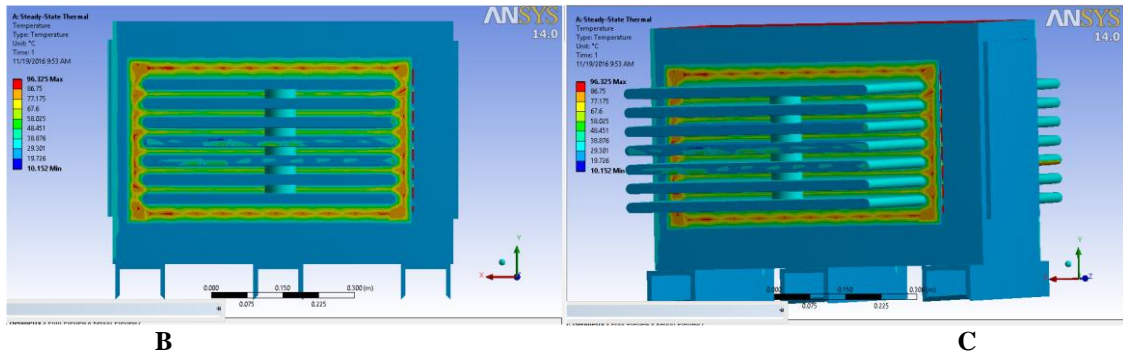 A: Steady-State Thermal
Temperature
Type: Temperature
Unit: °C
Time: 1
11/19/2016 9:53 AM
96.325 Max
86.75
77.175
67.6
58.025
48.451
38.876
29.301
19.726
10.152 Min
ANSYS
14.0
Y
X
Z
0.000
0.150
0.300 (m)
0.075
0.225
B
A: Steady-State Thermal
Temperature
Type: Temperature
Unit: °C
Time: 1
11/19/2016 9:53 AM
96.325 Max
86.75
77.175
67.6
58.025
48.451
38.876
29.301
19.726
10.152 Min
ANSYS
14.0
Y
X
Z
0.000
0.150
0.300 (m)
0.075
0.225
C